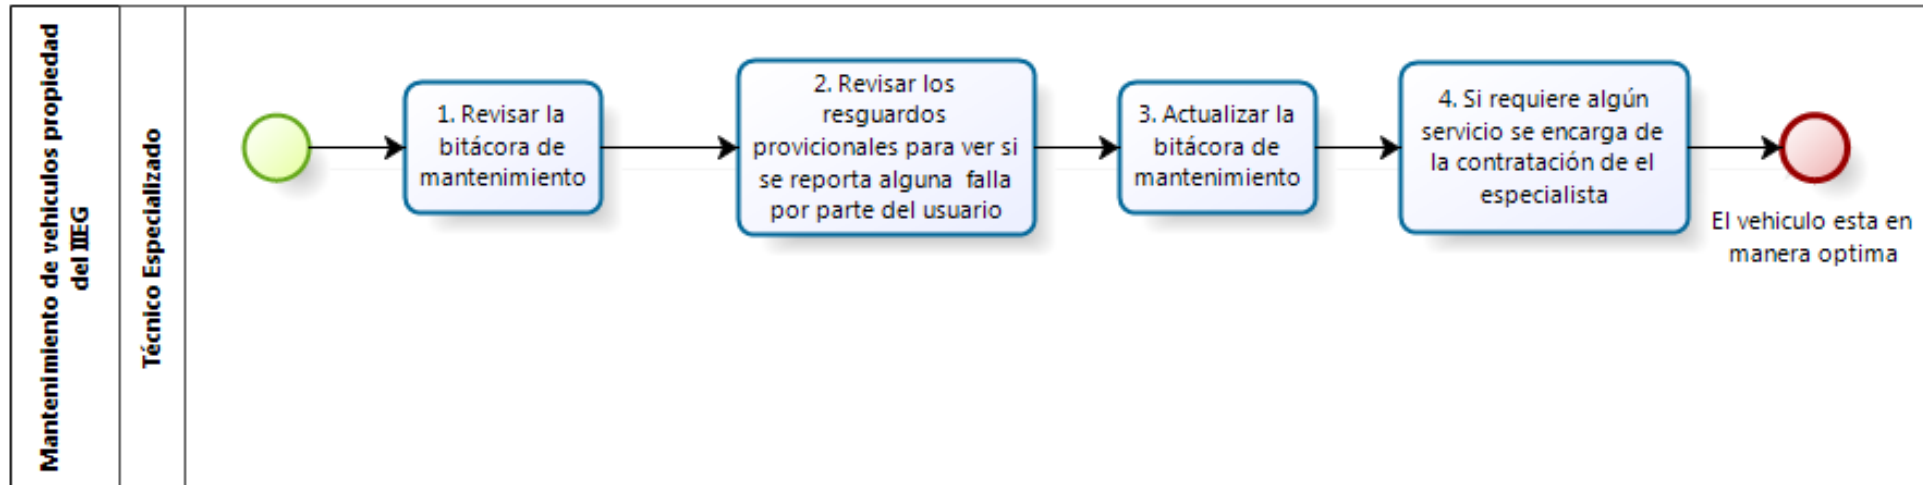 Mantenimiento de vehiculos propiedad
del IIEG
Técnico Especializado
1. Revisar la
bitácora de
mantenimiento
2. Revisar los
resguardos
provicionales para ver si
se reporta alguna falla
por parte del usuario
3. Actualizar la
bitácora de
mantenimiento
4. Si requiere algún
servicio se encarga de
la contratación de el
especialista
El vehiculo esta en
manera optima